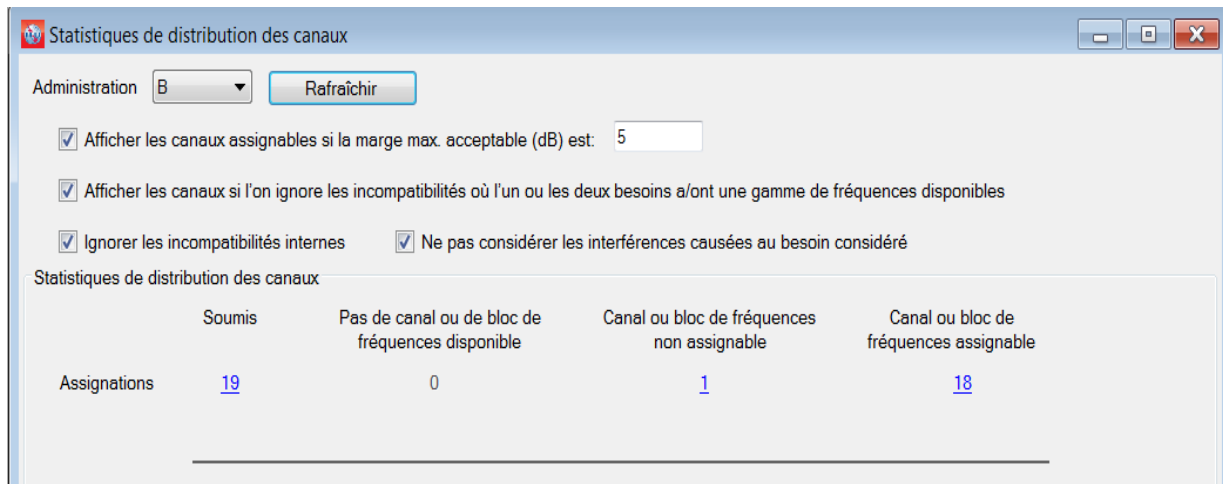 Statistiques de distribution des canaux
Administration B Rafraîchir
Afficher les canaux assignables si la marge max. acceptable (dB) est: 5
Afficher les canaux si l'on ignore les incompatibilités où l'un ou les deux besoins a/ont une gamme de fréquences disponibles
Ignorer les incompatibilités internes Ne pas considérer les interférences causées au besoin considéré
Statistiques de distribution des canaux
Soumis Pas de canal ou de bloc de Canal ou bloc de fréquences Canal ou bloc de
fréquences disponible non assignable fréquences assignable
Assignations 19 0 1 18